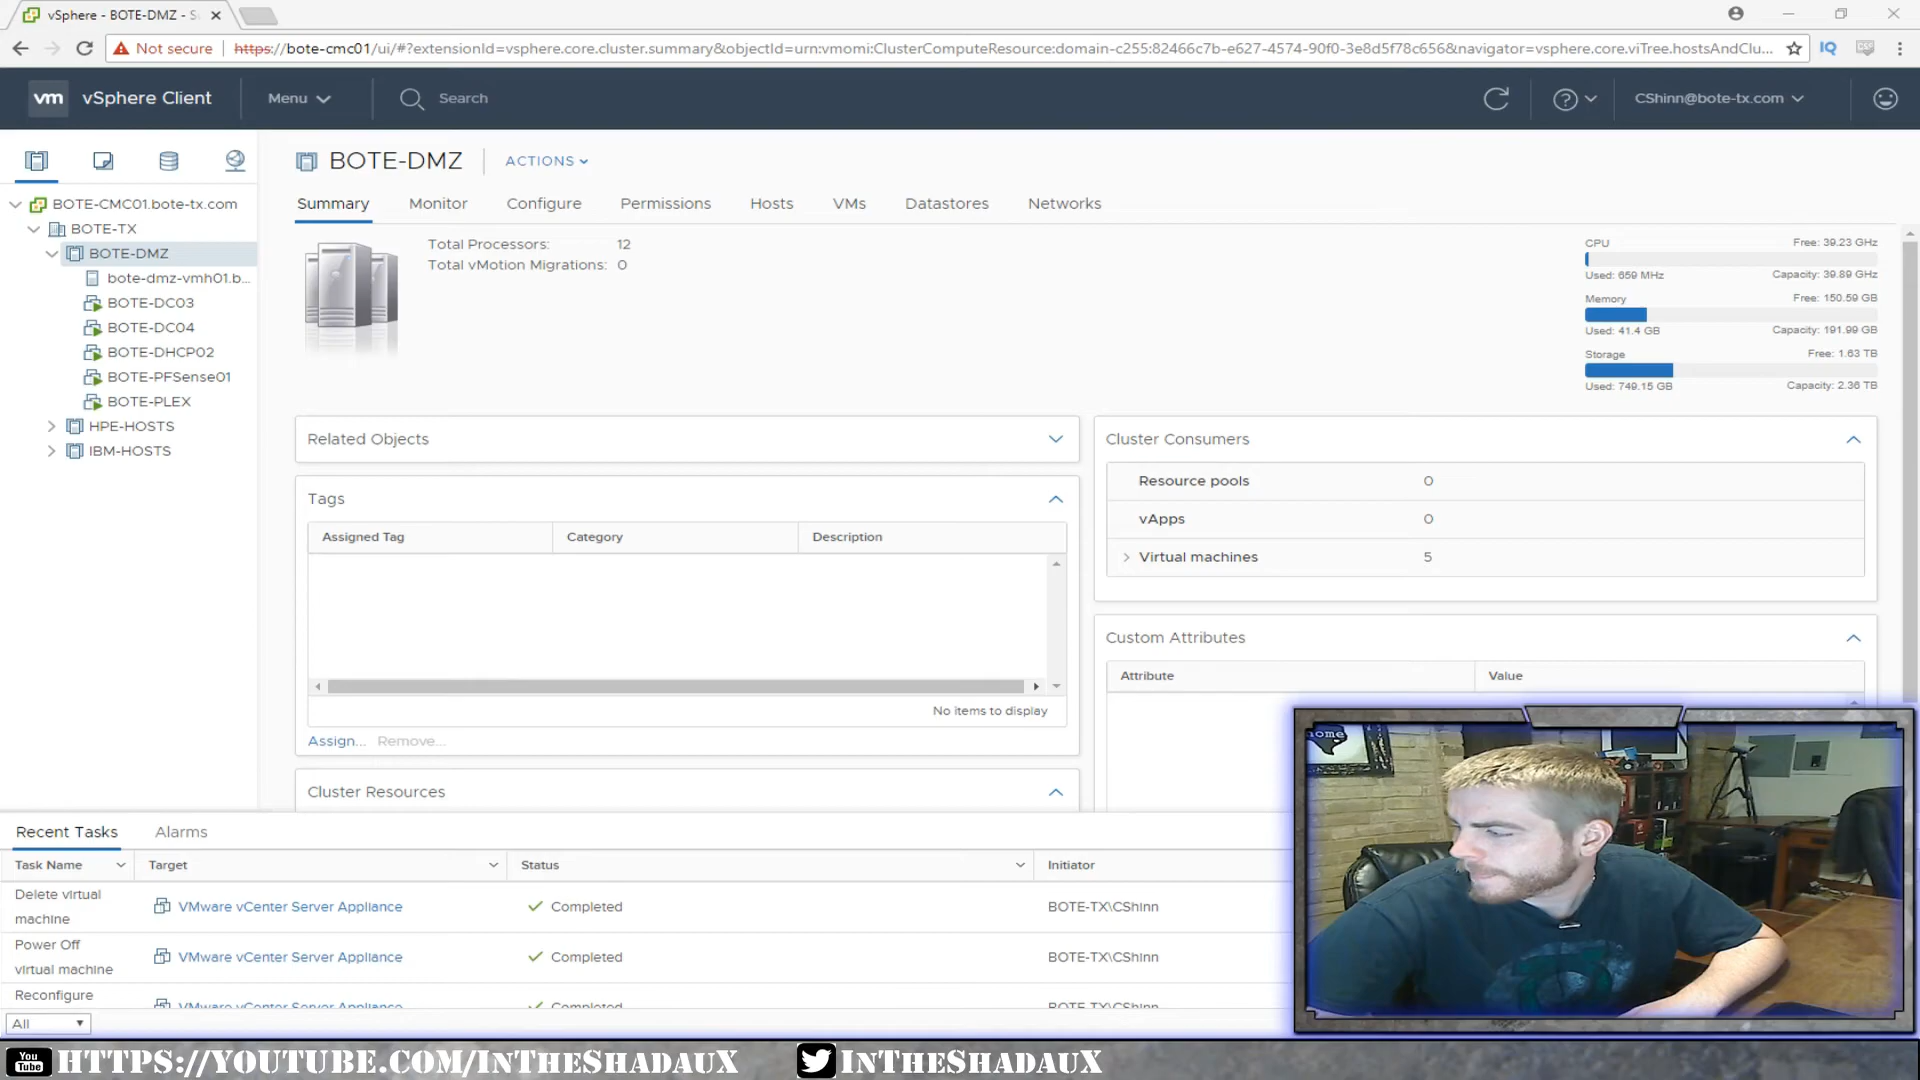 vSphere - BOTE-DMZ - S
Not secure https://bote-cmc01/ui/#?extensionId=vsphere.core.cluster.summary&objectId=urn:vmomi:ClusterComputeResource:domain-c255:82466c7b-e627-4574-90f0-3e8d5f78c656&navigator=vsphere.core.viTree.hostsAndClu...
IQ
vm vSphere Client Menu Search CShinn@bote-tx.com
BOTE-DMZ ACTIONS
Summary Monitor Configure Permissions Hosts VMs Datastores Networks
BOTE-CMC01.bote-tx.com
BOTE-TX
BOTE-DMZ
bote-dmz-vmh01.b...
BOTE-DC03
BOTE-DC04
BOTE-DHCP02
BOTE-PFSense01
BOTE-PLEX
HPE-HOSTS
IBM-HOSTS
Total Processors: 12
Total vMotion Migrations: 0
CPU Free: 39.23 GHz
Used: 659 MHz Capacity: 39.89 GHz
Memory Free: 150.59 GB
Used: 41.4 GB Capacity: 191.99 GB
Storage Free: 1.63 TB
Used: 749.15 GB Capacity: 2.36 TB
Related Objects
Tags
Assigned Tag Category Description
No items to display
Assign... Remove...
Cluster Resources
Cluster Consumers
Resource pools 0
vApps 0
Virtual machines 5
Custom Attributes
Attribute Value
Recent Tasks Alarms
Task Name Target Status Initiator
Delete virtual machine VMware vCenter Server Appliance Completed BOTE-TX\CShinn
Power Off virtual machine VMware vCenter Server Appliance Completed BOTE-TX\CShinn
Reconfigure VMware vCenter Server Appliance Completed BOTE-TX\CShinn
All
home
You Tube HTTPS://YOUTUBE.COM/INTHESHADAUX INTHESHADAUX